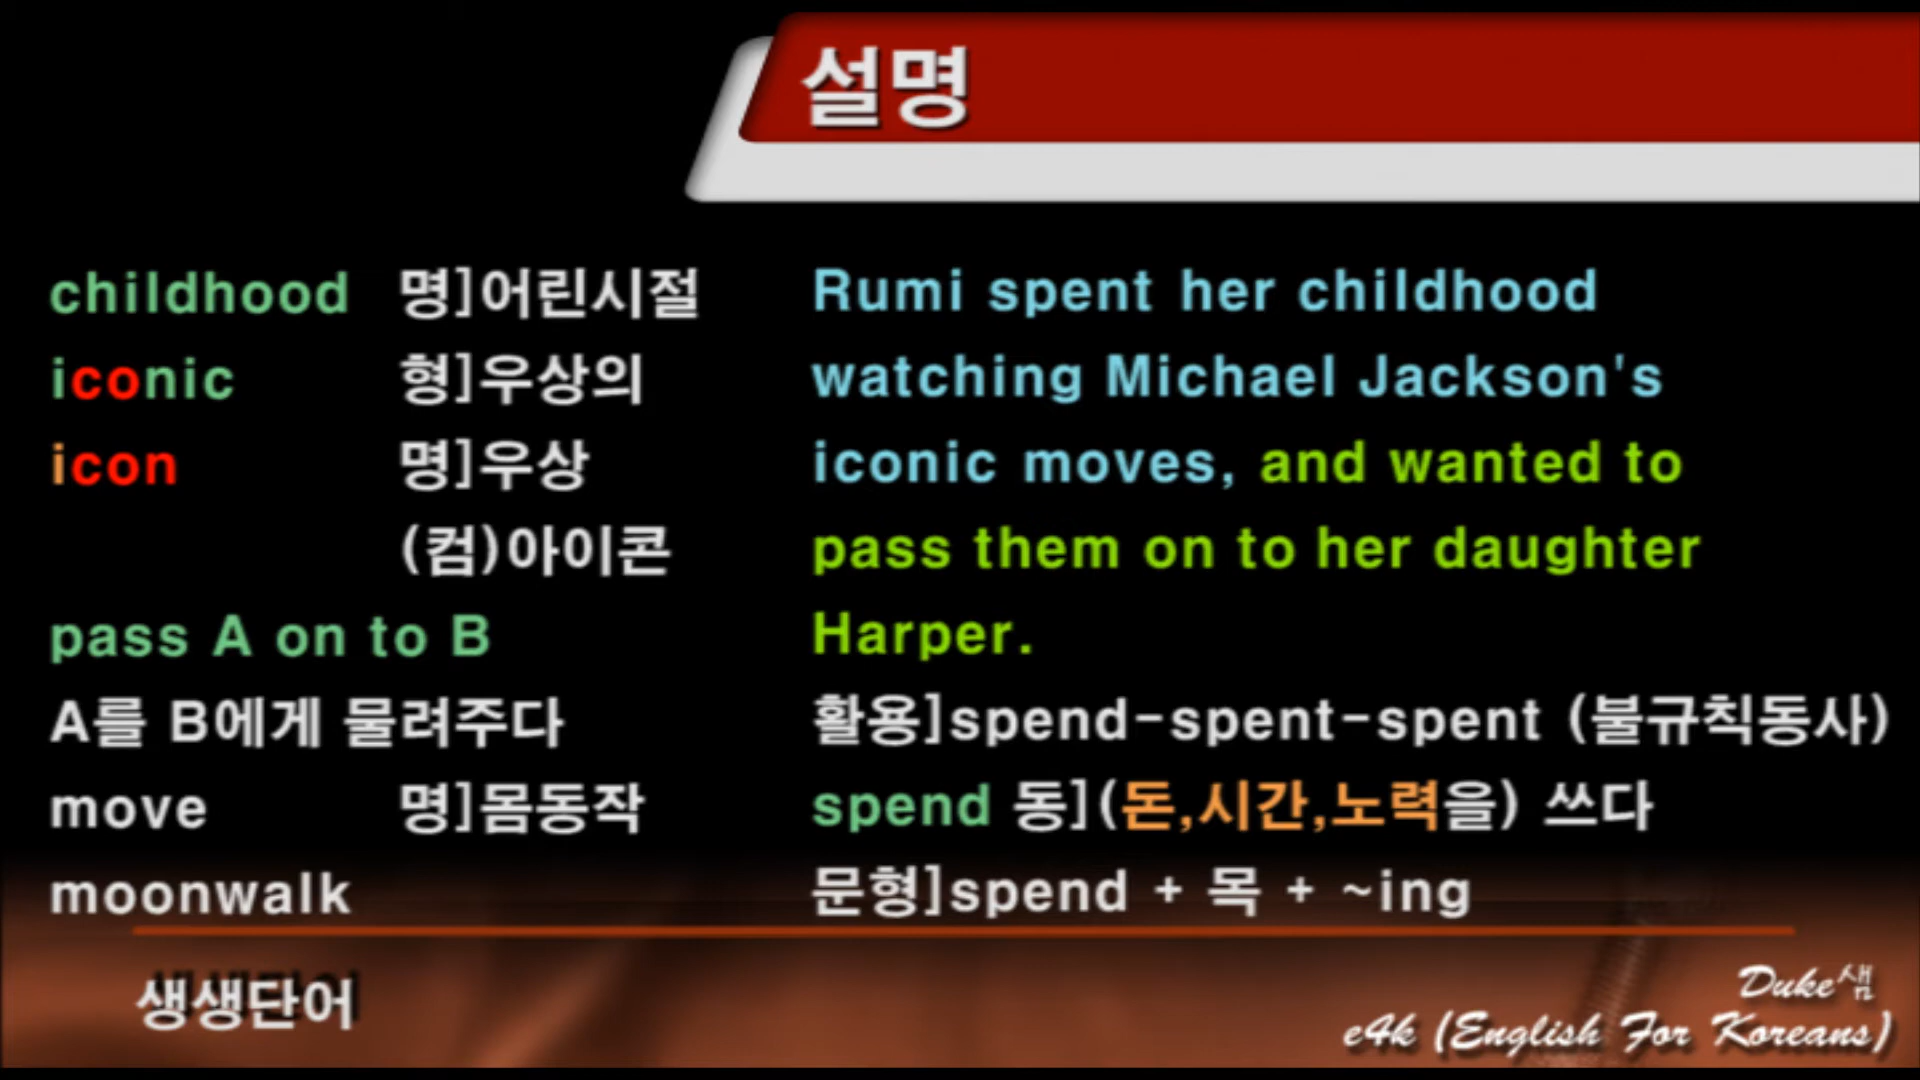 설명
childhood 명]어린시절
iconic 형]우상의
icon 명]우상
(컴)아이콘
pass A on to B
A를 B에게 물려주다
move 명]몸동작
moonwalk
Rumi spent her childhood
watching Michael Jackson's
iconic moves, and wanted to
pass them on to her daughter
Harper.
활용]spend-spent-spent (불규칙동사)
spend 동](돈,시간,노력을) 쓰다
문형]spend + 목 + ~ing
생생단어
Duke샘
e4k (English For Koreans)